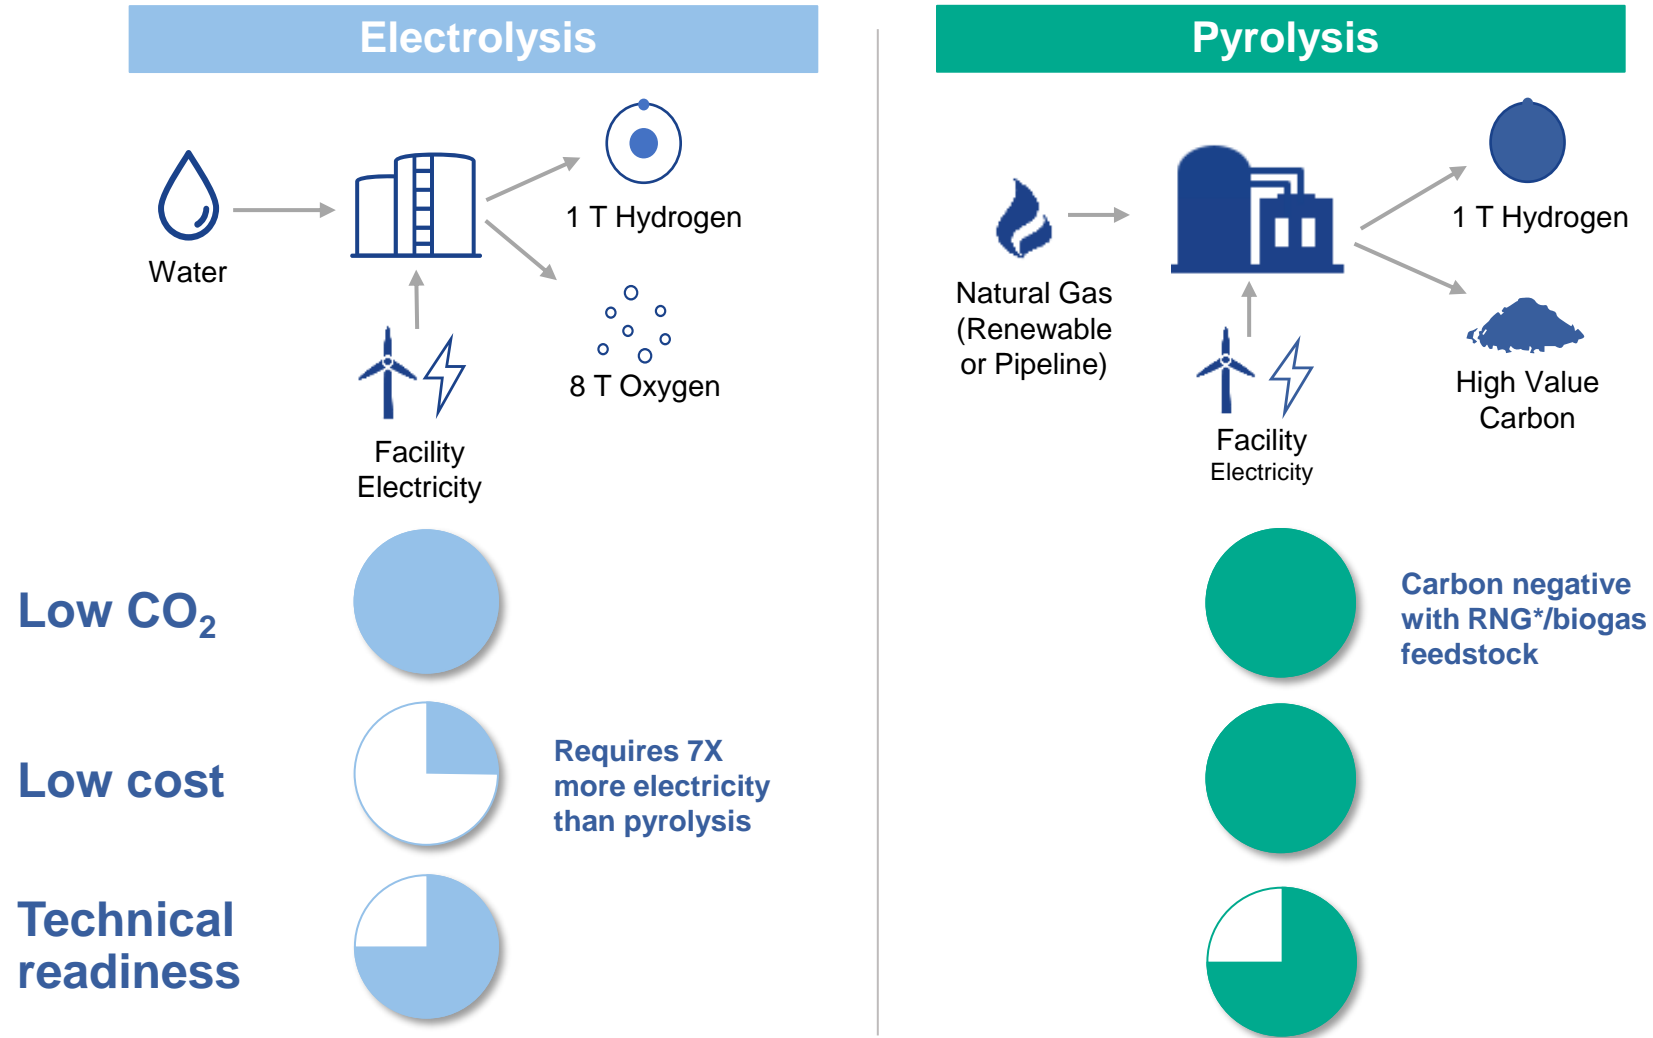 Electrolysis
Water
1 T Hydrogen
8 T Oxygen
Facility
Electricity
Pyrolysis
Natural Gas
(Renewable
or Pipeline)
1 T Hydrogen
High Value
Carbon
Facility
Electricity
Low CO₂
Carbon negative
with RNG*/biogas
feedstock
Low cost
Requires 7X
more electricity
than pyrolysis
Technical
readiness